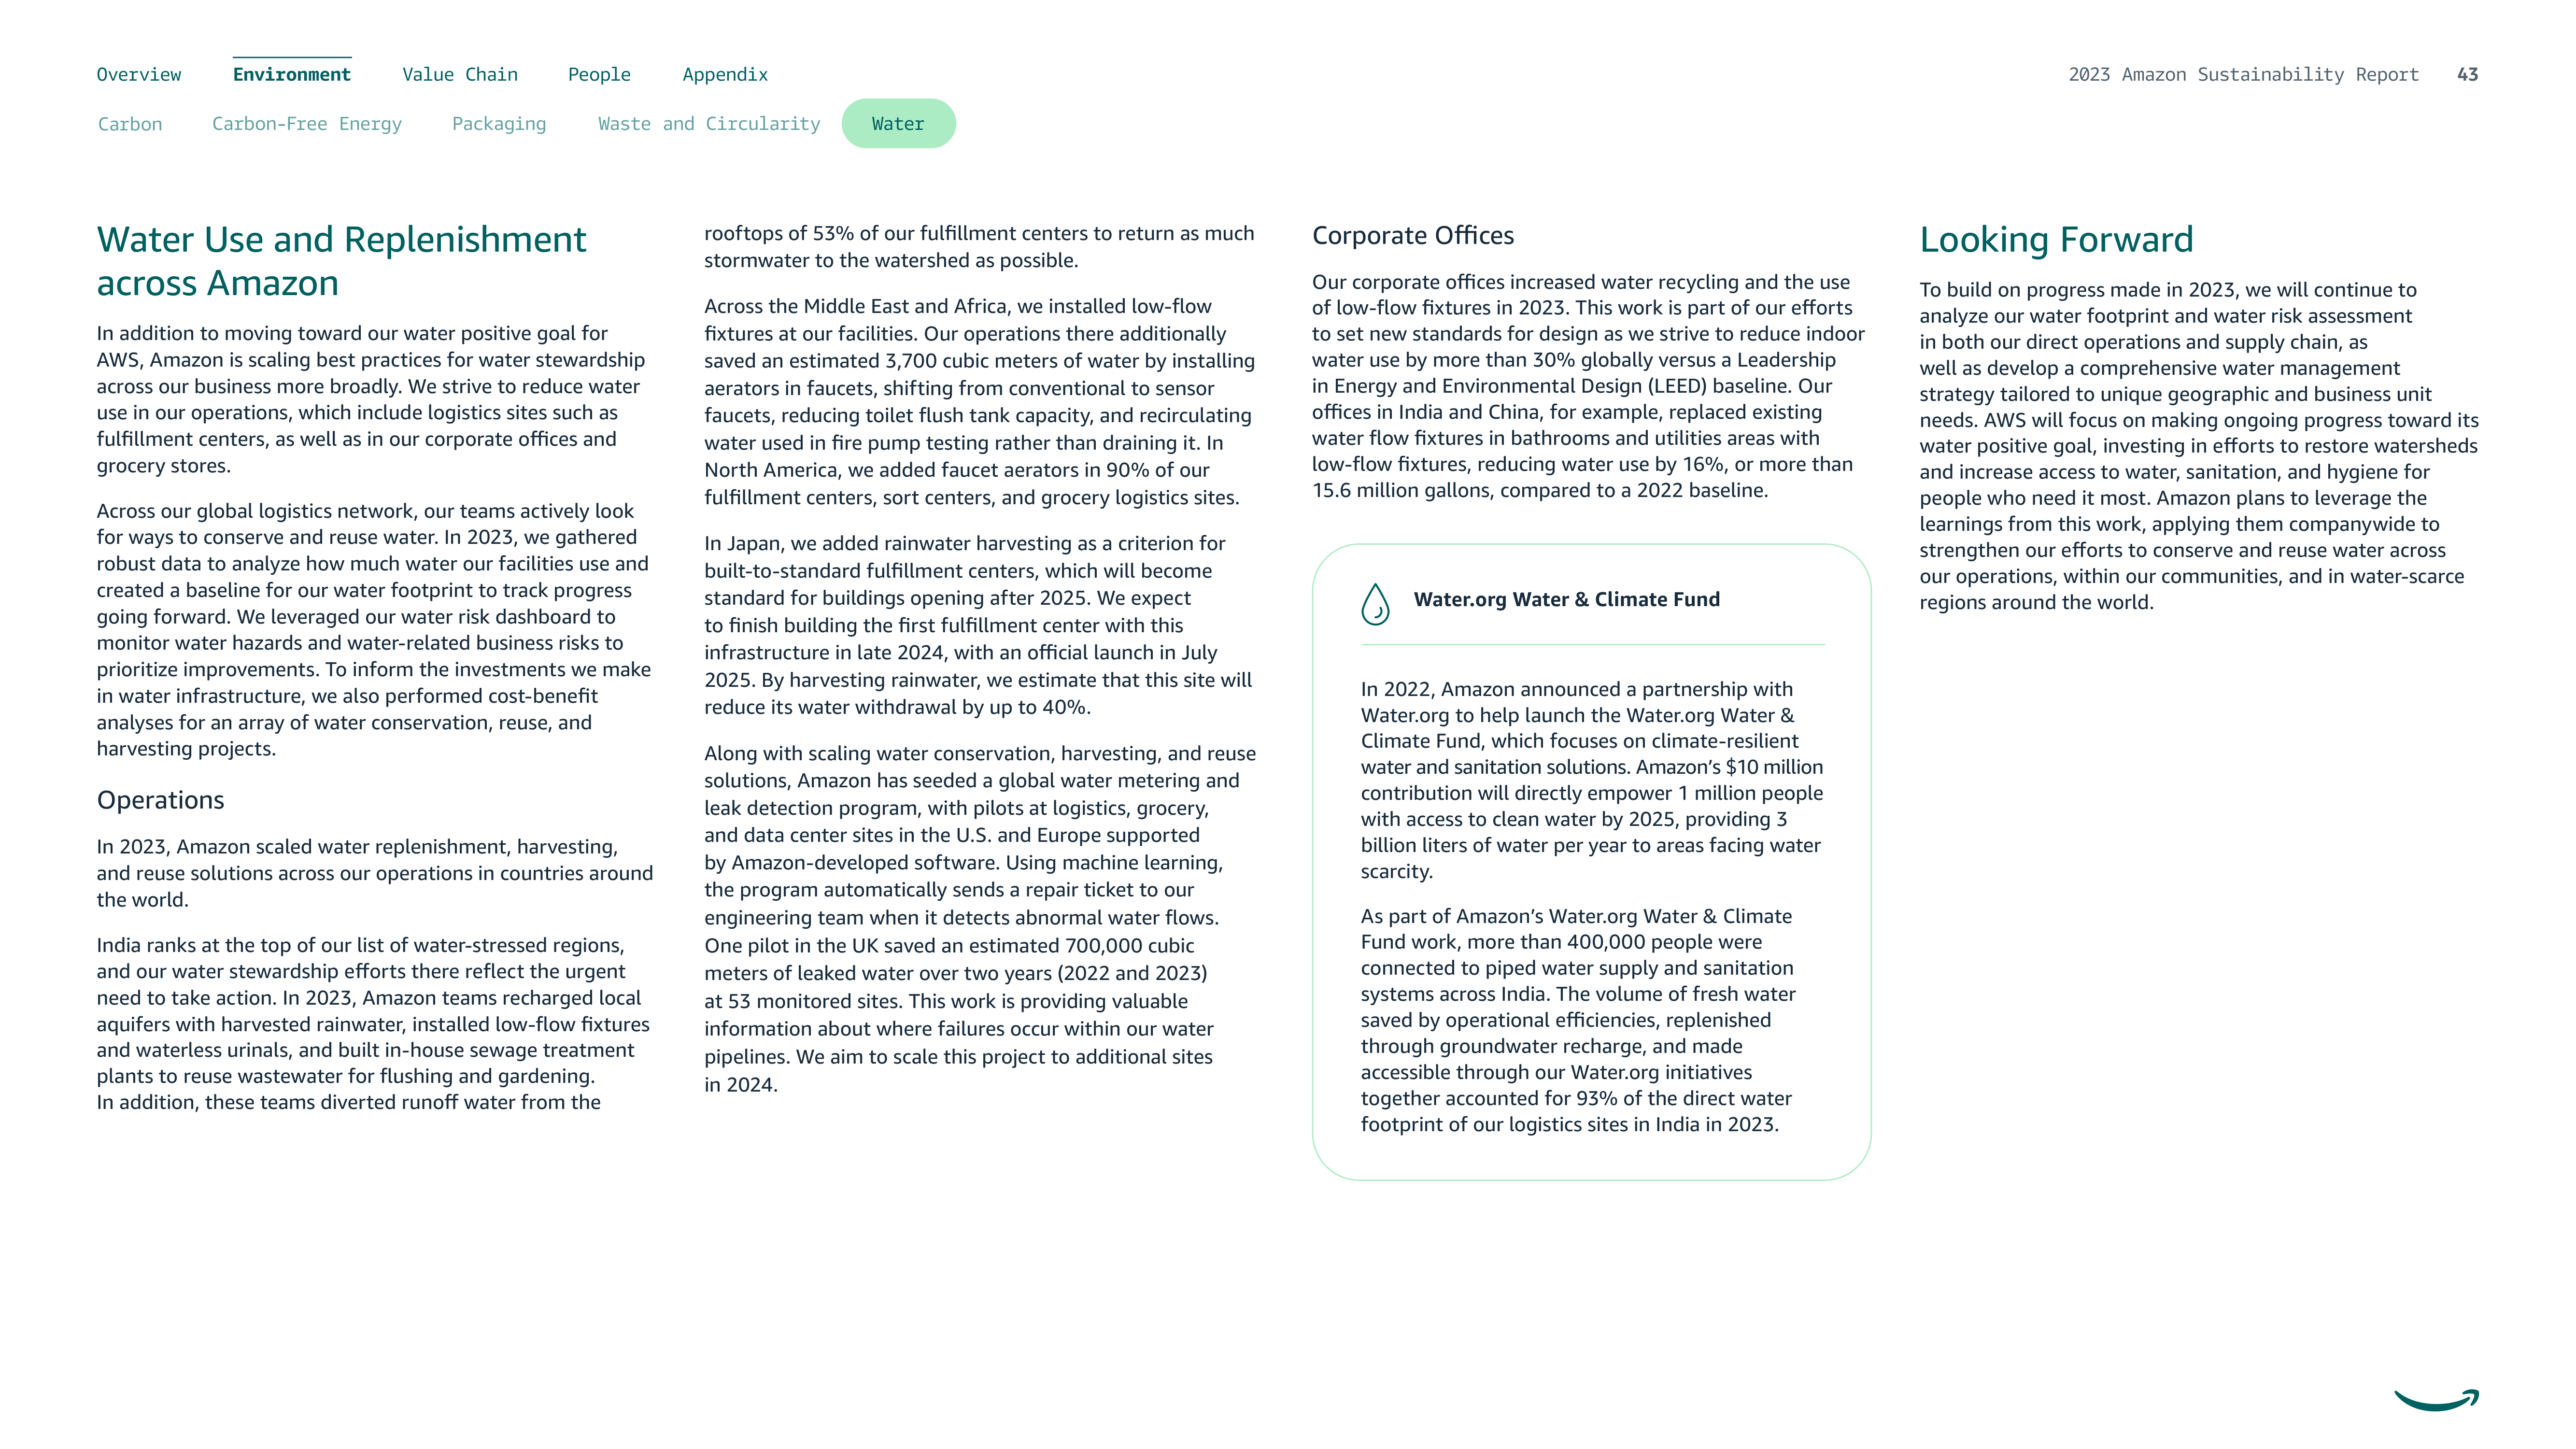 Overview Environment Value Chain People Appendix
2023 Amazon Sustainability Report 43
Carbon Carbon-Free Energy Packaging Waste and Circularity Water
Water Use and Replenishment
across Amazon
In addition to moving toward our water positive goal for
AWS, Amazon is scaling best practices for water stewardship
across our business more broadly. We strive to reduce water
use in our operations, which include logistics sites such as
fulfillment centers, as well as in our corporate offices and
grocery stores.
Across our global logistics network, our teams actively look
for ways to conserve and reuse water. In 2023, we gathered
robust data to analyze how much water our facilities use and
created a baseline for our water footprint to track progress
going forward. We leveraged our water risk dashboard to
monitor water hazards and water-related business risks to
prioritize improvements. To inform the investments we make
in water infrastructure, we also performed cost-benefit
analyses for an array of water conservation, reuse, and
harvesting projects.
Operations
In 2023, Amazon scaled water replenishment, harvesting,
and reuse solutions across our operations in countries around
the world.
India ranks at the top of our list of water-stressed regions,
and our water stewardship efforts there reflect the urgent
need to take action. In 2023, Amazon teams recharged local
aquifers with harvested rainwater, installed low-flow fixtures
and waterless urinals, and built in-house sewage treatment
plants to reuse wastewater for flushing and gardening.
In addition, these teams diverted runoff water from the
rooftops of 53% of our fulfillment centers to return as much
stormwater to the watershed as possible.
Across the Middle East and Africa, we installed low-flow
fixtures at our facilities. Our operations there additionally
saved an estimated 3,700 cubic meters of water by installing
aerators in faucets, shifting from conventional to sensor
faucets, reducing toilet flush tank capacity, and recirculating
water used in fire pump testing rather than draining it. In
North America, we added faucet aerators in 90% of our
fulfillment centers, sort centers, and grocery logistics sites.
In Japan, we added rainwater harvesting as a criterion for
built-to-standard fulfillment centers, which will become
standard for buildings opening after 2025. We expect
to finish building the first fulfillment center with this
infrastructure in late 2024, with an official launch in July
2025. By harvesting rainwater, we estimate that this site will
reduce its water withdrawal by up to 40%.
Along with scaling water conservation, harvesting, and reuse
solutions, Amazon has seeded a global water metering and
leak detection program, with pilots at logistics, grocery,
and data center sites in the U.S. and Europe supported
by Amazon-developed software. Using machine learning,
the program automatically sends a repair ticket to our
engineering team when it detects abnormal water flows.
One pilot in the UK saved an estimated 700,000 cubic
meters of leaked water over two years (2022 and 2023)
at 53 monitored sites. This work is providing valuable
information about where failures occur within our water
pipelines. We aim to scale this project to additional sites
in 2024.
Corporate Offices
Our corporate offices increased water recycling and the use
of low-flow fixtures in 2023. This work is part of our efforts
to set new standards for design as we strive to reduce indoor
water use by more than 30% globally versus a Leadership
in Energy and Environmental Design (LEED) baseline. Our
offices in India and China, for example, replaced existing
water flow fixtures in bathrooms and utilities areas with
low-flow fixtures, reducing water use by 16%, or more than
15.6 million gallons, compared to a 2022 baseline.
Water.org Water & Climate Fund
In 2022, Amazon announced a partnership with
Water.org to help launch the Water.org Water &
Climate Fund, which focuses on climate-resilient
water and sanitation solutions. Amazon’s $10 million
contribution will directly empower 1 million people
with access to clean water by 2025, providing 3
billion liters of water per year to areas facing water
scarcity.
As part of Amazon’s Water.org Water & Climate
Fund work, more than 400,000 people were
connected to piped water supply and sanitation
systems across India. The volume of fresh water
saved by operational efficiencies, replenished
through groundwater recharge, and made
accessible through our Water.org initiatives
together accounted for 93% of the direct water
footprint of our logistics sites in India in 2023.
Looking Forward
To build on progress made in 2023, we will continue to
analyze our water footprint and water risk assessment
in both our direct operations and supply chain, as
well as develop a comprehensive water management
strategy tailored to unique geographic and business unit
needs. AWS will focus on making ongoing progress toward its
water positive goal, investing in efforts to restore watersheds
and increase access to water, sanitation, and hygiene for
people who need it most. Amazon plans to leverage the
learnings from this work, applying them companywide to
strengthen our efforts to conserve and reuse water across
our operations, within our communities, and in water-scarce
regions around the world.